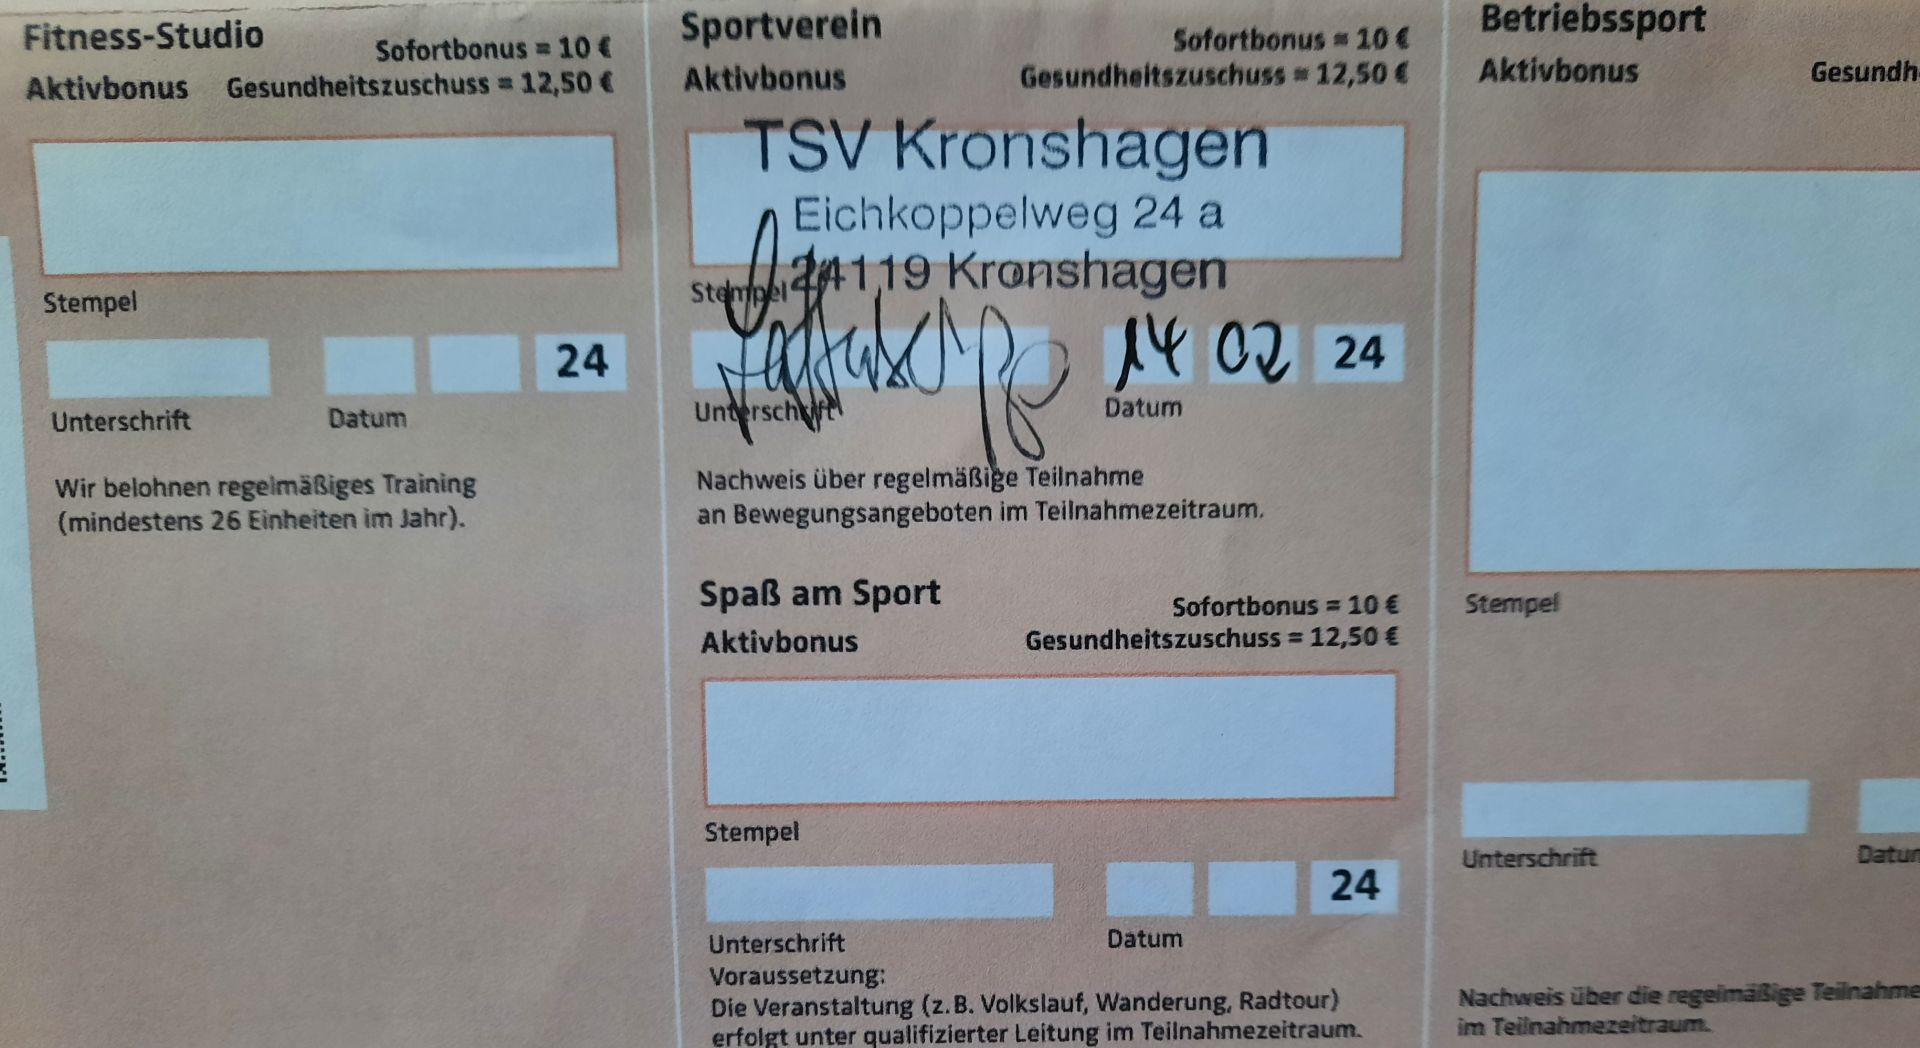 Fitness-Studio
Sofortbonus = 10 €
Aktivbonus Gesundheitszuschuss = 12,50 €
Stempel
24
Unterschrift Datum
Wir belohnen regelmäßiges Training
(mindestens 26 Einheiten im Jahr).
Sportverein
Sofortbonus = 10 €
Aktivbonus Gesundheitszuschuss = 12,50 €
TSV Kronshagen
Eichkoppelweg 24 a
24119 Kronshagen
Stempel
14 02 24
Unterschrift Datum
Nachweis über regelmäßige Teilnahme
an Bewegungsangeboten im Teilnahmezeitraum.
Spaß am Sport
Sofortbonus = 10 €
Aktivbonus Gesundheitszuschuss = 12,50 €
Stempel
24
Unterschrift Datum
Voraussetzung:
Die Veranstaltung (z.B. Volkslauf, Wanderung, Radtour)
erfolgt unter qualifizierter Leitung im Teilnahmezeitraum.
Betriebssport
Aktivbonus Gesundh
Stempel
Unterschrift Datum
Nachweis über die regelmäßige Teilnahme
im Teilnahmezeitraum.